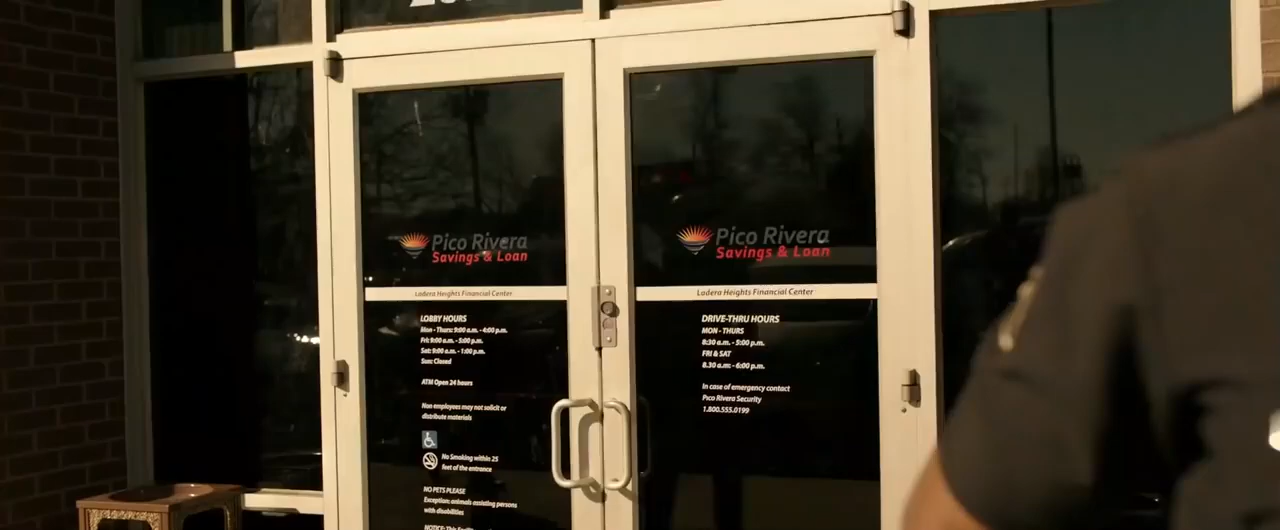 Pico Rivera
Savings & Loan
Ladera Heights Financial Center
LOBBY HOURS
Mon - Thurs: 9:00 a.m. - 4:00 p.m.
Fri: 9:00 a.m. - 5:00 p.m.
Sat: 9:00 a.m. - 1:00 p.m.
Sun: Closed
ATM Open 24 hours
Non employees may not solicit or
distribute materials
No Smoking within 25
feet of the entrance
NO PETS PLEASE
Exception: animals assisting persons
with disabilities
NOTICE: This
Pico Rivera
Savings & Loan
Ladera Heights Financial Center
DRIVE-THRU HOURS
MON - THURS
8:30 a.m. - 5:00 p.m.
FRI & SAT
8.30 a.m: - 6:00 p.m.
In case of emergency contact
Pico Rivera Security
1.800.555.0199